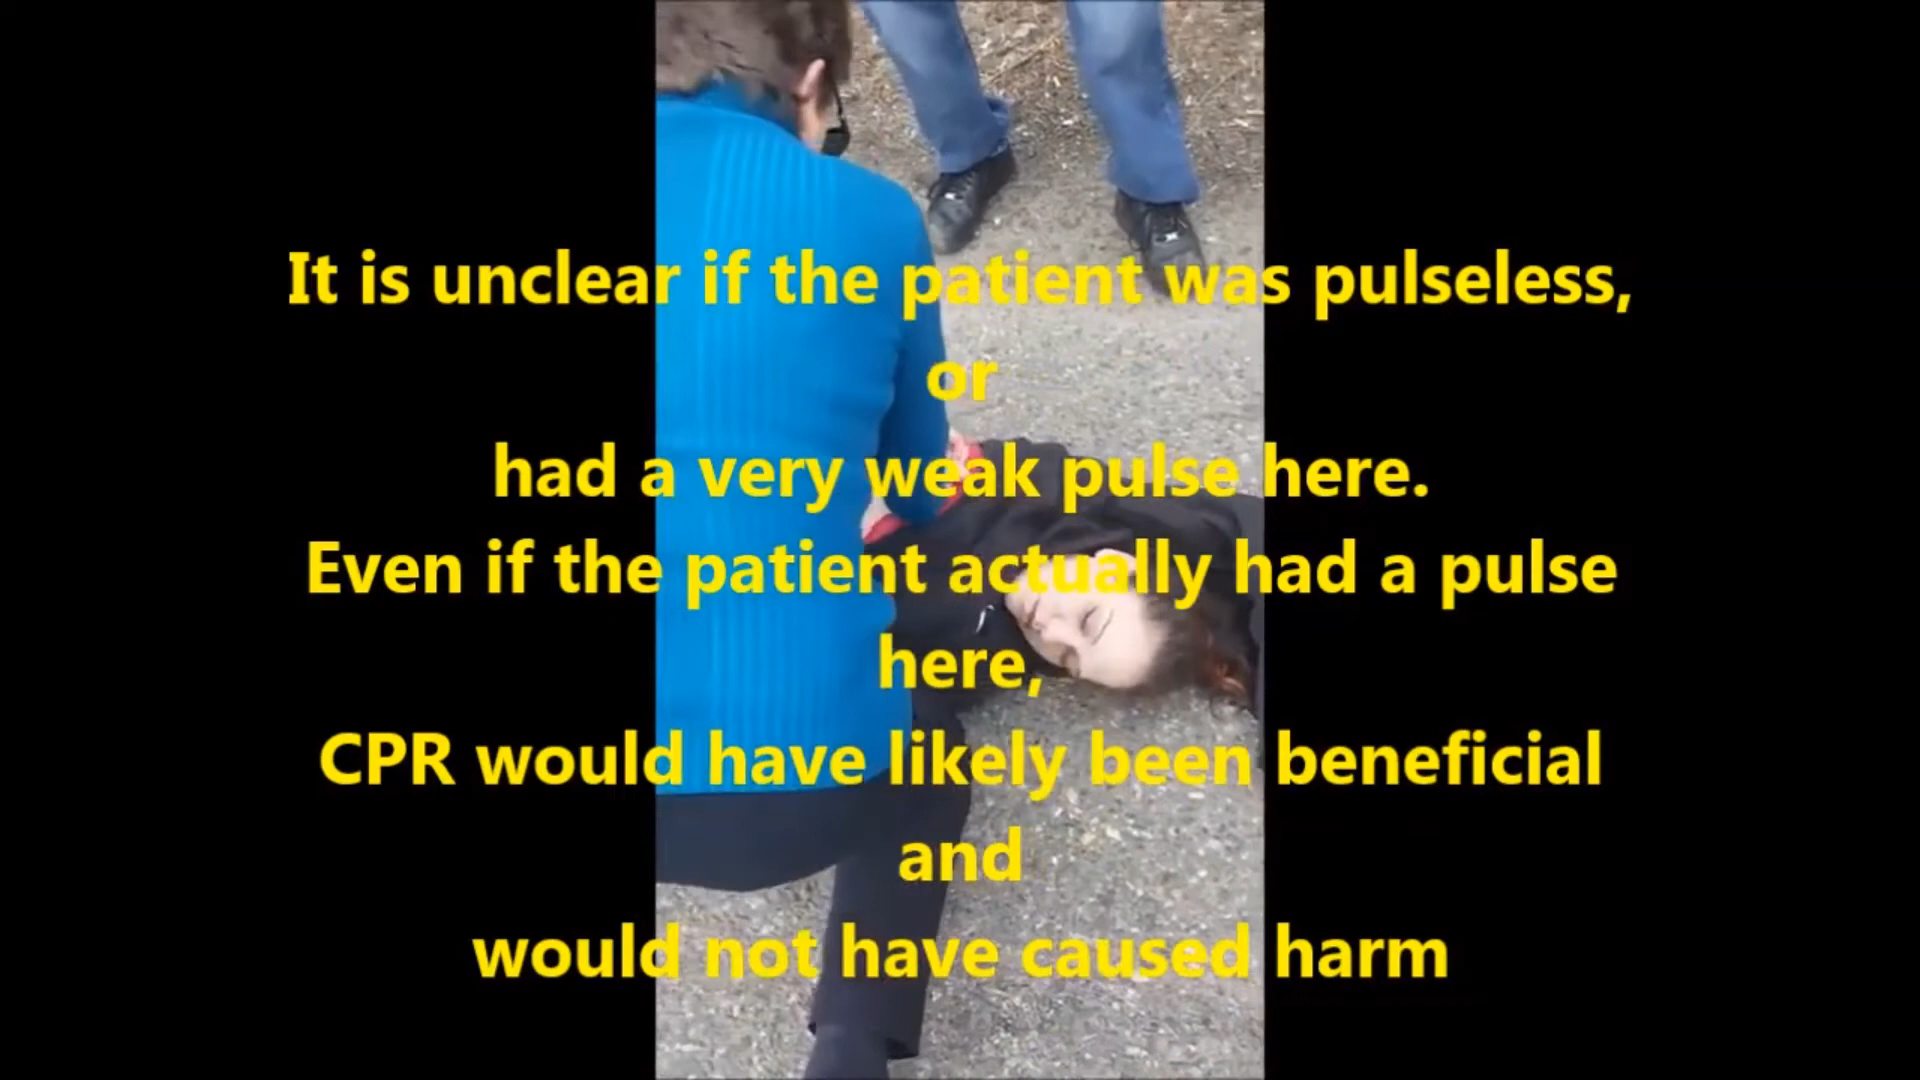 It is unclear if the patient was pulseless,
or
had a very weak pulse here.
Even if the patient actually had a pulse
here,
CPR would have likely been beneficial
and
would not have caused harm